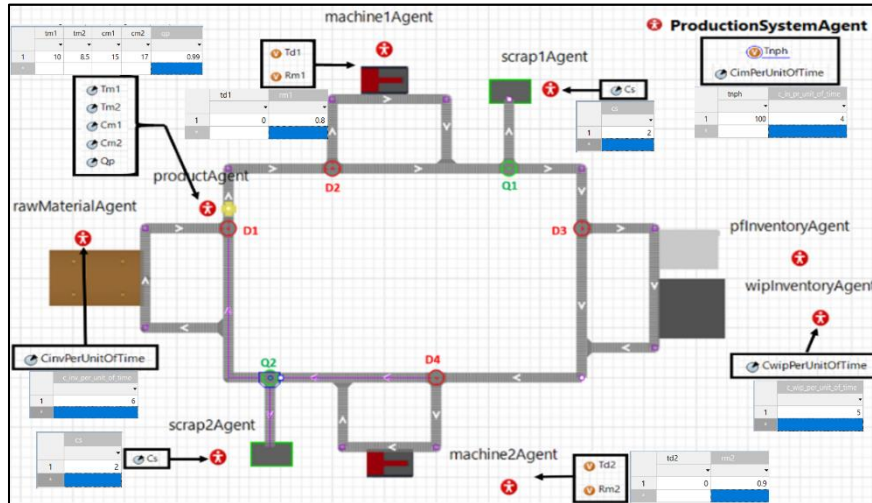 machine1Agent
ProductionSystemAgent
tm1 tm2 cm1 cm2 qp
1 10 8.5 15 17 0.99
Td1
Rm1
scrap1Agent
Tnph
CimPerUnitOfTime
Tm1
Tm2
Cm1
Cm2
Qp
td1 rm1
1 0 0.8
Cs
cs
1 2
tnph
1 100 4
productAgent
D2
Q1
rawMaterialAgent
D1
D3
pfInventoryAgent
wipInventoryAgent
CinvPerUnitOfTime
c_inv_per_unit_of_time
1 6
Q2
D4
CwipPerUnitOfTime
c_wip_per_unit_of_time
1 5
scrap2Agent
cs
1 2
Cs
machine2Agent
Td2
Rm2
td2 rm2
1 0 0.9